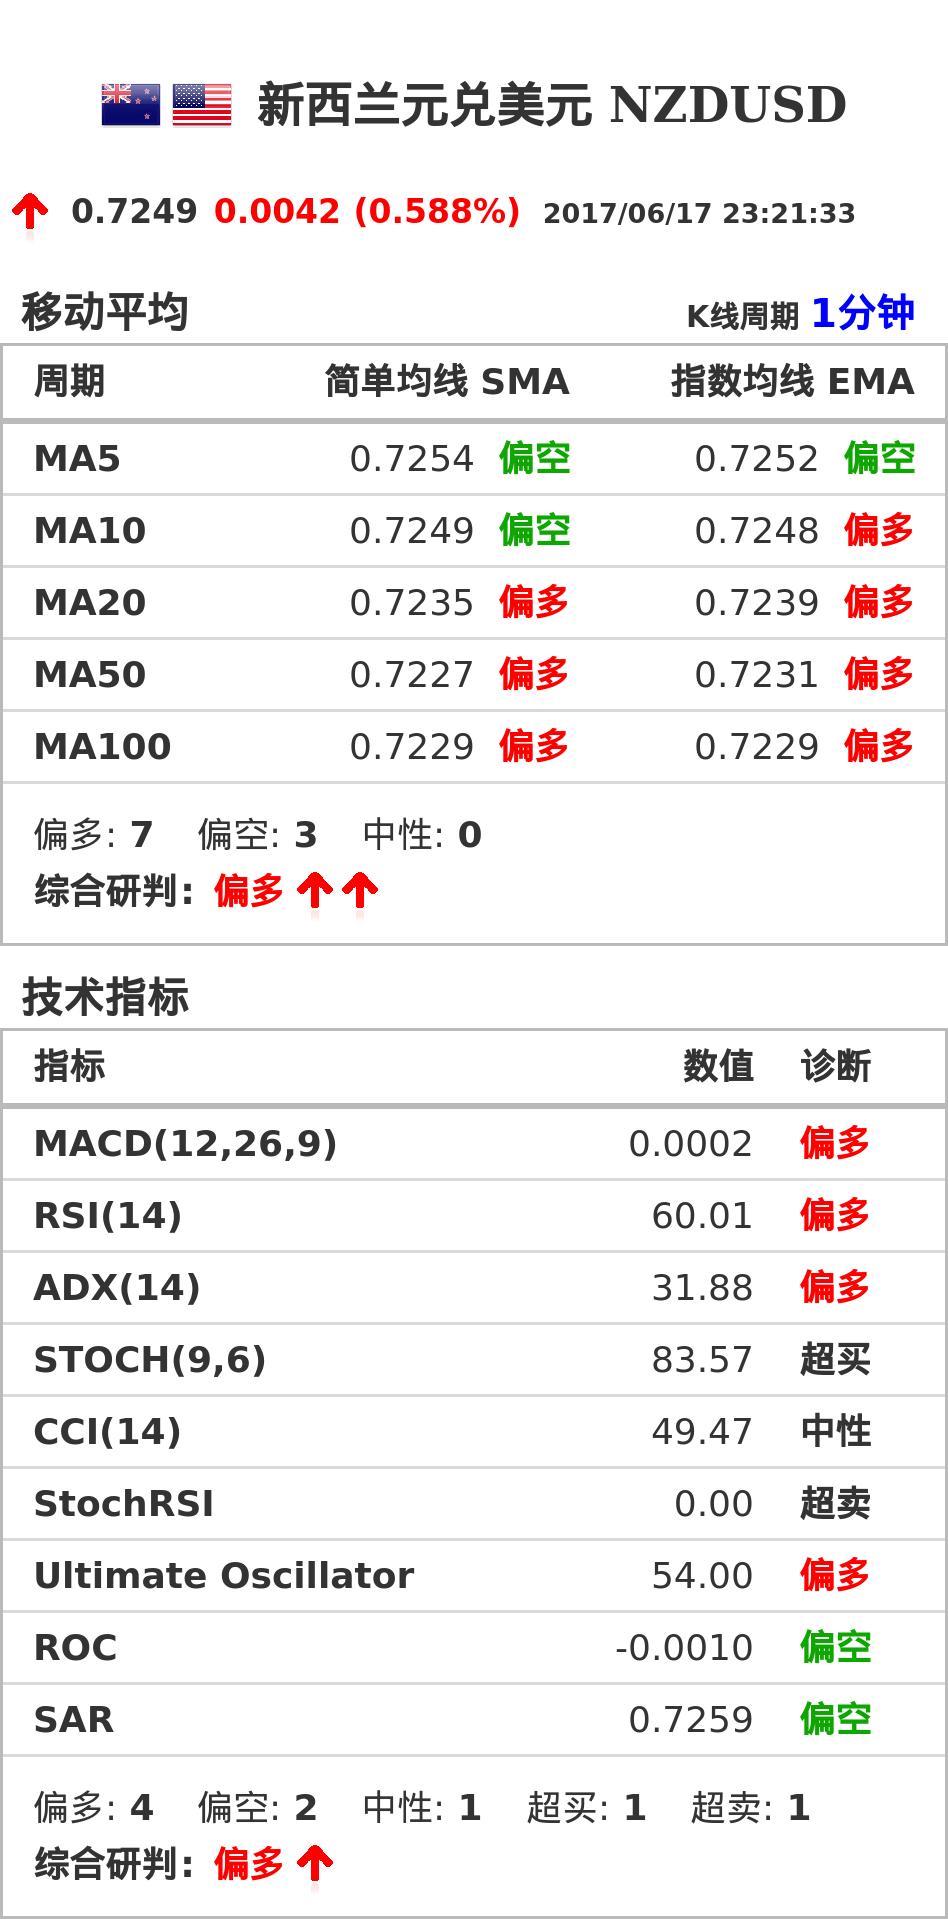 新西兰元兑美元 NZDUSD
0.7249 0.0042 (0.588%) 2017/06/17 23:21:33
移动平均 K线周期 1分钟
周期 简单均线 SMA 指数均线 EMA
MA5 0.7254 偏空 0.7252 偏空
MA10 0.7249 偏空 0.7248 偏多
MA20 0.7235 偏多 0.7239 偏多
MA50 0.7227 偏多 0.7231 偏多
MA100 0.7229 偏多 0.7229 偏多
偏多: 7 偏空: 3 中性: 0
综合研判: 偏多
技术指标
指标 数值 诊断
MACD(12,26,9) 0.0002 偏多
RSI(14) 60.01 偏多
ADX(14) 31.88 偏多
STOCH(9,6) 83.57 超买
CCI(14) 49.47 中性
StochRSI 0.00 超卖
Ultimate Oscillator 54.00 偏多
ROC -0.0010 偏空
SAR 0.7259 偏空
偏多: 4 偏空: 2 中性: 1 超买: 1 超卖: 1
综合研判: 偏多